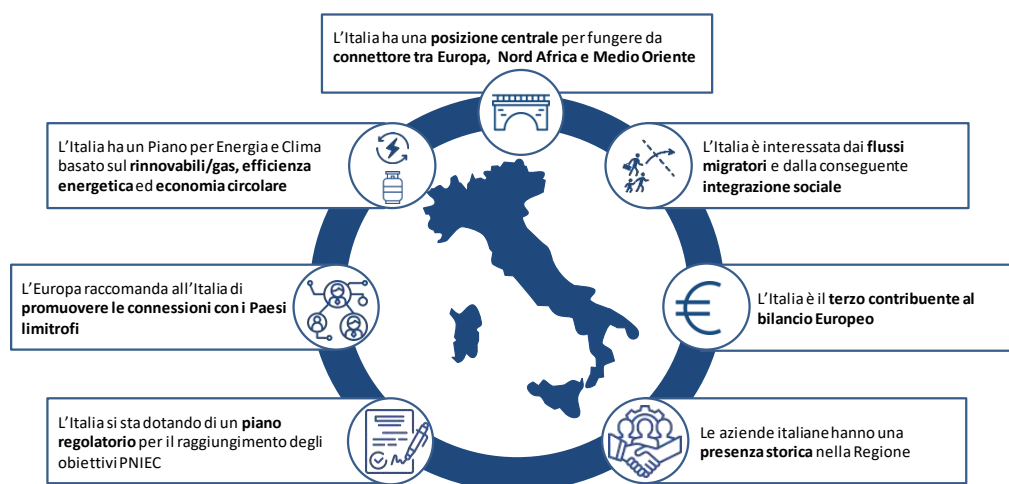 L'Italia ha una posizione centrale per fungere da
connettore tra Europa, Nord Africa e Medio Oriente
L'Italia ha un Piano per Energia e Clima
basato sul rinnovabili/gas, efficienza
energetica ed economia circolare
L'Italia è interessata dai flussi
migratori e dalla conseguente
integrazione sociale
L'Europa raccomanda all'Italia di
promuovere le connessioni con i Paesi
limitrofi
€
L'Italia è il terzo contribuente al
bilancio Europeo
L'Italia si sta dotando di un piano
regolatorio per il raggiungimento degli
obiettivi PNIEC
Le aziende italiane hanno una
presenza storica nella Regione